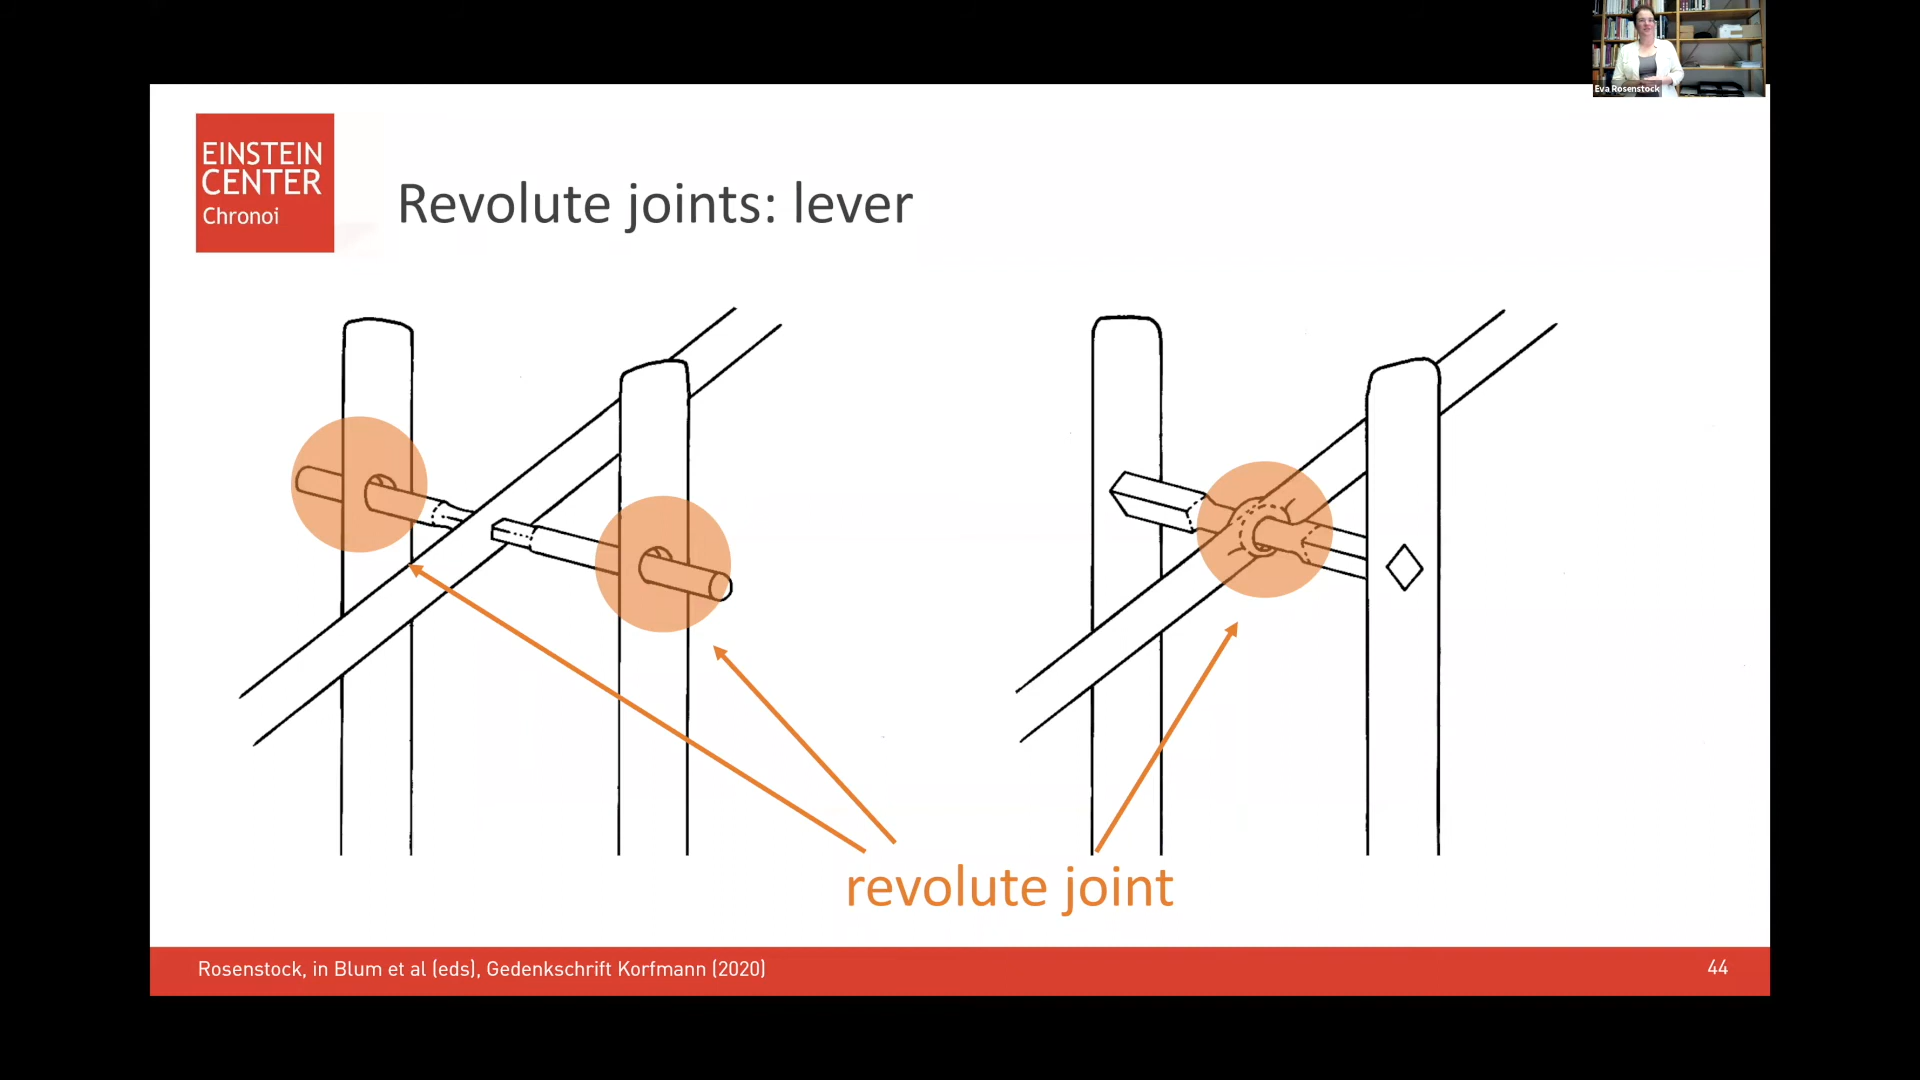 Eva Rosenstock
EINSTEIN
CENTER
Chronoi
Revolute joints: lever
revolute joint
Rosenstock, in Blum et al (eds), Gedenkschrift Korfmann (2020)
44